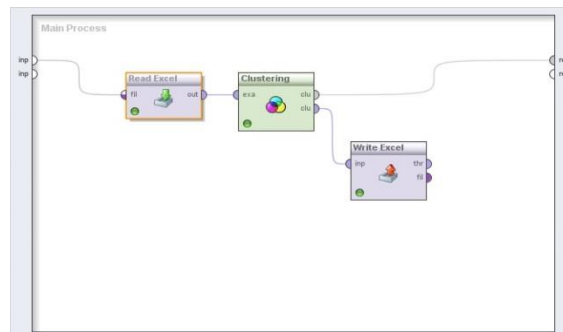 Main Process
inp
inp
Read Excel
fil out
Clustering
exa clu
clu
Write Excel
inp thr
fil